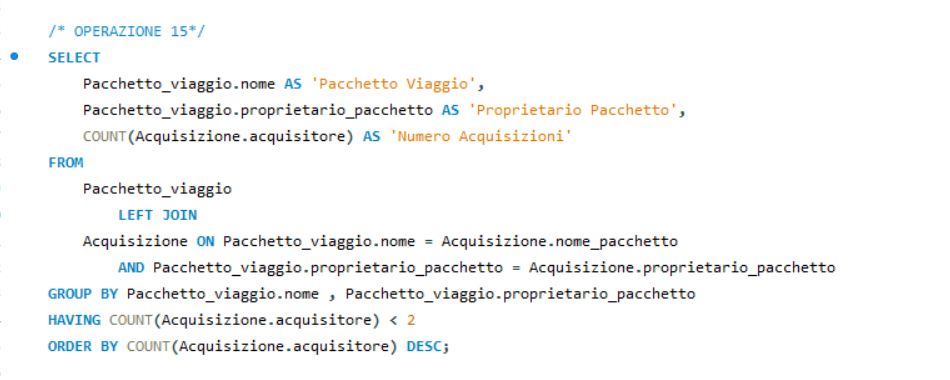 /* OPERAZIONE 15*/
SELECT
Pacchetto_viaggio.nome AS 'Pacchetto Viaggio',
Pacchetto_viaggio.proprietario_pacchetto AS 'Proprietario Pacchetto',
COUNT(Acquisizione.acquisitore) AS 'Numero Acquisizioni'
FROM
Pacchetto_viaggio
LEFT JOIN
Acquisizione ON Pacchetto_viaggio.nome = Acquisizione.nome_pacchetto
AND Pacchetto_viaggio.proprietario_pacchetto = Acquisizione.proprietario_pacchetto
GROUP BY Pacchetto_viaggio.nome , Pacchetto_viaggio.proprietario_pacchetto
HAVING COUNT(Acquisizione.acquisitore) < 2
ORDER BY COUNT(Acquisizione.acquisitore) DESC;